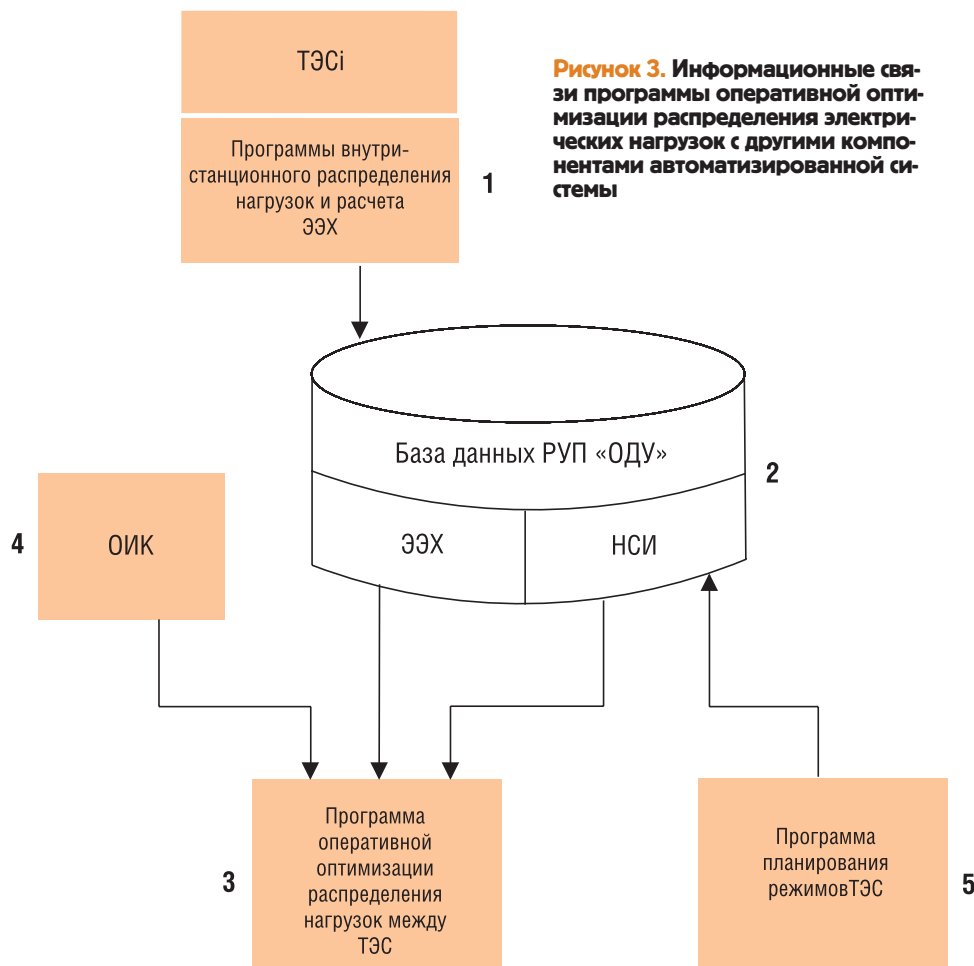 ТЭСi
Рисунок 3. Информационные свя-
зи программы оперативной опти-
мизации распределения электри-
ческих нагрузок с другими компо-
нентами автоматизированной си-
стемы
Программы внутри-
станционного распределения
нагрузок и расчета
ЭЭХ
1
База данных РУП «ОДУ»
2
ЭЭХ
НСИ
4
ОИК
Программа
оперативной
оптимизации
распределения
нагрузок между
ТЭС
3
Программа
планирования
режимовТЭС
5